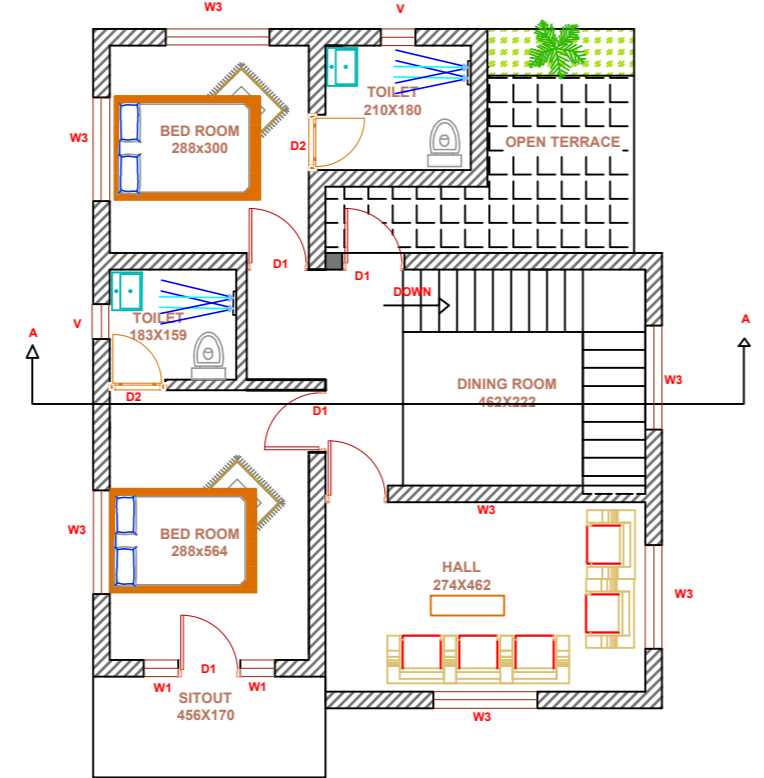 W3
V
TOILET
210X180
BED ROOM
288x300
W3
D2
OPEN TERRACE
D1
D1
DOWN
TOILET
183X159
V
A
A
D2
D1
W3
DINING ROOM
462X222
W3
W3
BED ROOM
288x564
HALL
274X462
W3
D1
W1
W1
SITOUT
456X170
W3